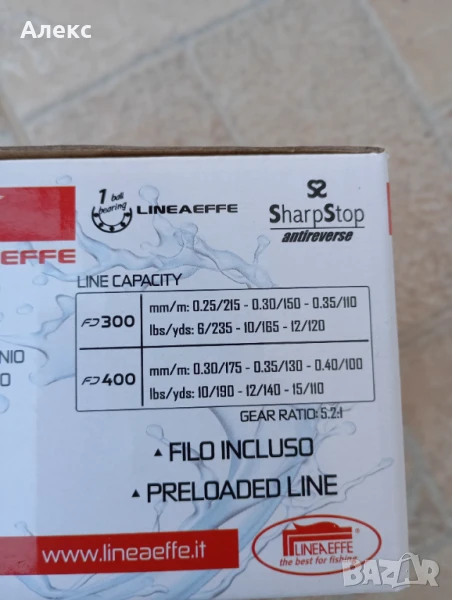 Алекс
1 ball bearing LINEAEFFE
SharpStop
antireverse
EFFE
LINE CAPACITY
FD300
mm/m: 0.25/215 - 0.30/150 - 0.35/110
lbs/yds: 6/235 - 10/165 - 12/120
NIO
O
FD400
mm/m: 0.30/175 - 0.35/130 - 0.40/100
lbs/yds: 10/190 - 12/140 - 15/110
GEAR RATIO: 5.2:1
FILO INCLUSO
PRELOADED LINE
www.lineaeffe.it
LINEAEFFE
the best for fishing
BAZAR